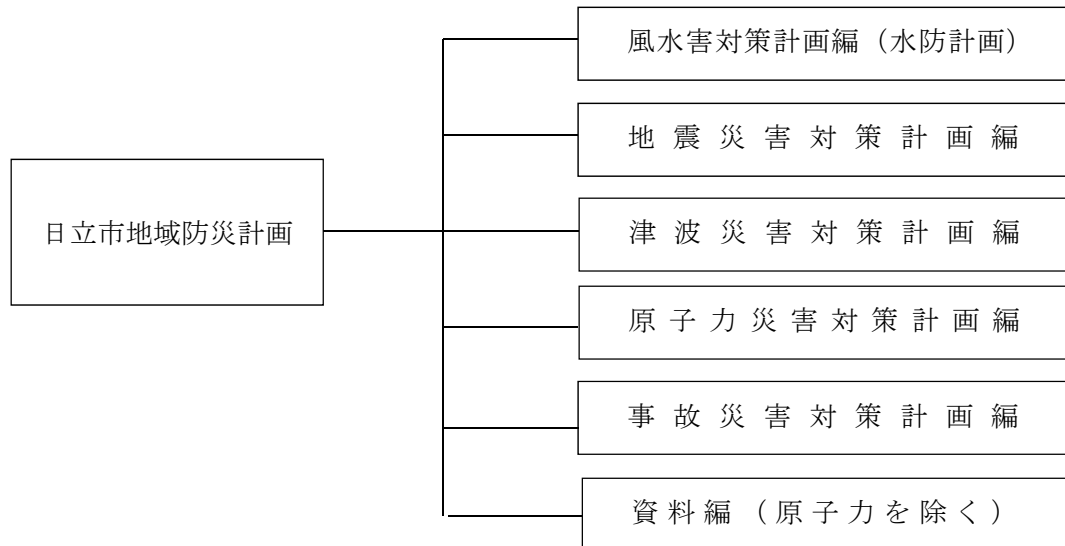 日立市地域防災計画
風水害対策計画編（水防計画）
地震災害対策計画編
津波災害対策計画編
原子力災害対策計画編
事故災害対策計画編
資料編（原子力を除く）